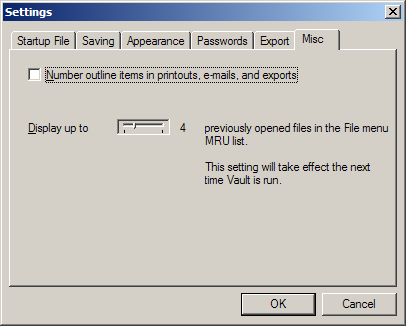 Settings
Startup File Saving Appearance Passwords Export Misc
Number outline items in printouts, e-mails, and exports
Display up to 4 previously opened files in the File menu
MRU list.
This setting will take effect the next
time Vault is run.
OK Cancel